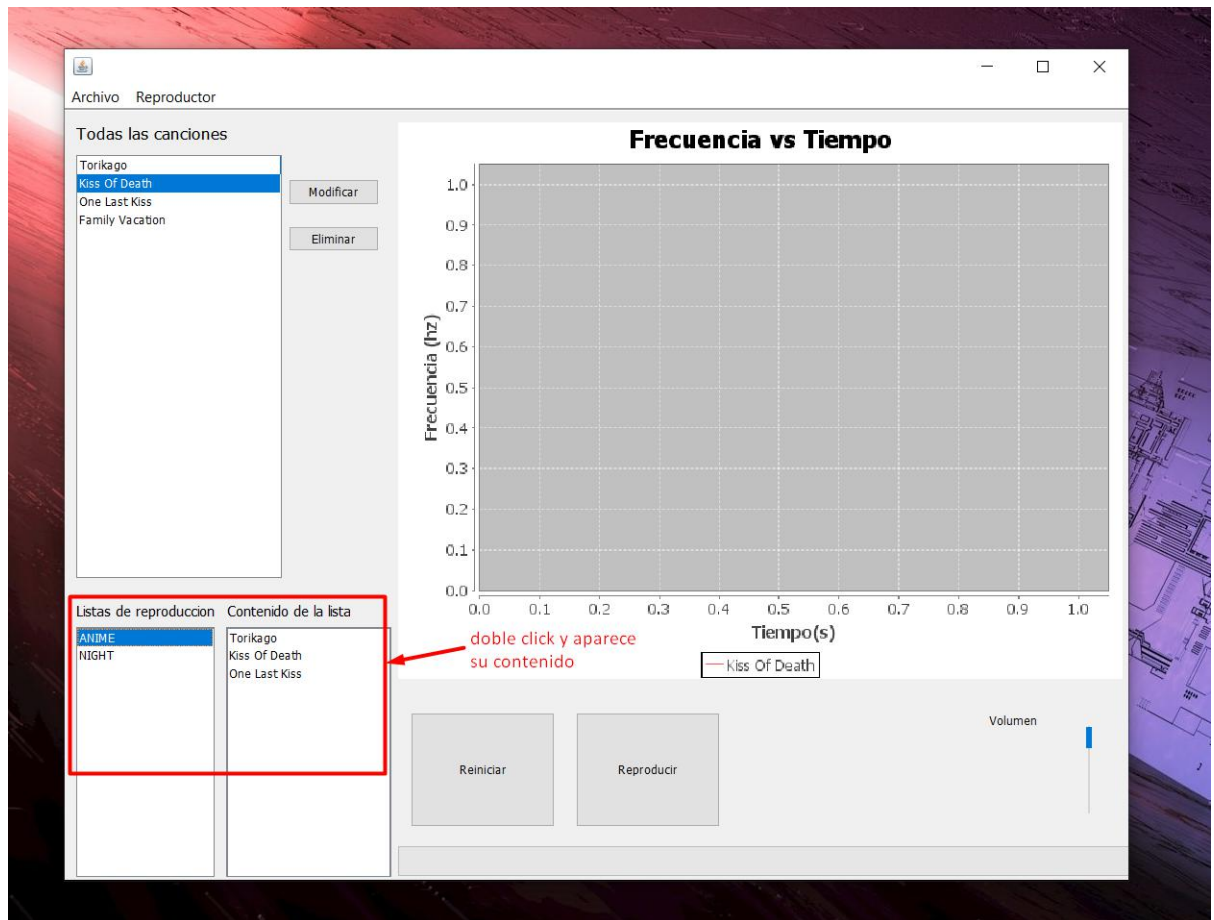 Archivo Reproductor
Todas las canciones
Torikago
Kiss Of Death
One Last Kiss
Family Vacation
Modificar
Eliminar
Frecuencia vs Tiempo
Frecuencia (hz)
1.0
0.9
0.8
0.7
0.6
0.5
0.4
0.3
0.2
0.1
0.0
0.0 0.1 0.2 0.3 0.4 0.5 0.6 0.7 0.8 0.9 1.0
Tiempo(s)
Kiss Of Death
Listas de reproduccion
ANIME
NIGHT
Contenido de la lista
Torikago
Kiss Of Death
One Last Kiss
doble click y aparece
su contenido
Reiniciar
Reproducir
Volumen